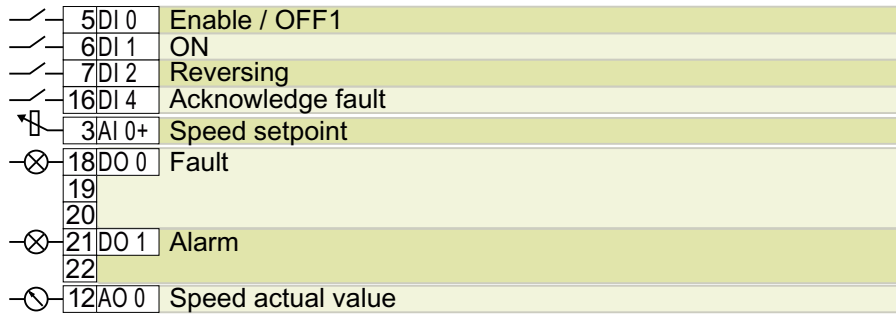 5 DI 0 Enable / OFF1
6 DI 1 ON
7 DI 2 Reversing
16 DI 4 Acknowledge fault
3 AI 0+ Speed setpoint
18 DO 0 Fault
19
20
21 DO 1 Alarm
22
12 AO 0 Speed actual value